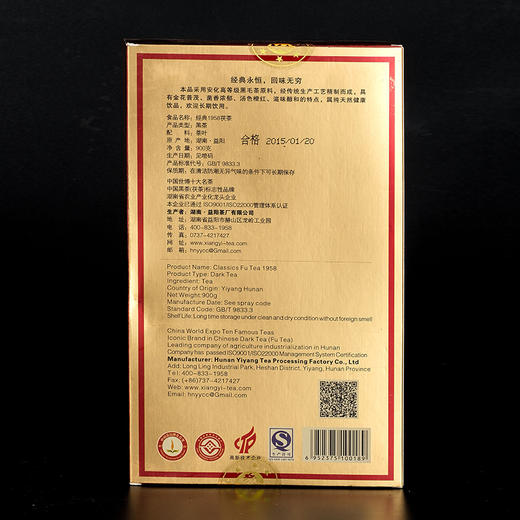 经典永恒，回味无穷
本品采用安化高等级黑毛茶原料，经传统生产工艺精制而成，具
有金花普茂、菌香浓郁、汤色橙红、滋味醇和的特点，属纯天然健康
饮品，欢迎长期饮用。
食品名称：经典1958茯茶
产品类型：黑茶
配 料：茶叶
原 产 地：湖南·益阳
净 含 量：900克
合格 2015/01/20
生产日期：见喷码
产品标准代号：GB/T 9833.3
保质期：在清洁防潮无异气味的条件下可长期保存
中国世博十大名茶
中国黑茶(茯茶)标志性品牌
湖南省农业产业化龙头企业
本企业已通过 ISO9001/ISO22000管理体系认证
生产者：湖南·益阳茶厂有限公司
地 址：湖南省益阳市赫山区龙岭工业园
电 话：400-833-1958
传 真：0737-4217427
网 址：www.xiangyi-tea.com
邮 箱：hnyycc@Gmail.com
Product Name: Classics Fu Tea 1958
Product Type: Dark Tea
Ingredient: Tea
Country of Origin: Yiyang Hunan
Net Weight:900g
Manufacture Date: See spray code
Standard Code: GB/T 9833.3
Shelf Life: Long time storage under clean and dry condition without foreign smell
China World Expo Ten Famous Teas
Iconic Brand in Chinese Dark Tea (Fu Tea)
Leading company of agriculture industrialization in Hunan
Company has passed ISO9001/ISO22000 Management System Certification
Manufacturer: Hunan Yiyang Tea Processing Factory Co., Ltd
Add: Long Ling Industrial Park, Heshan District, Yiyang, Hunan Province
Tel: 400-833-1958
Fax: (+86)737-4217427
Web: www.xiangyi-tea.com
Email: hnyycc@Gmail.com
高新技术企业
QS
生产许可
6 952375 100189